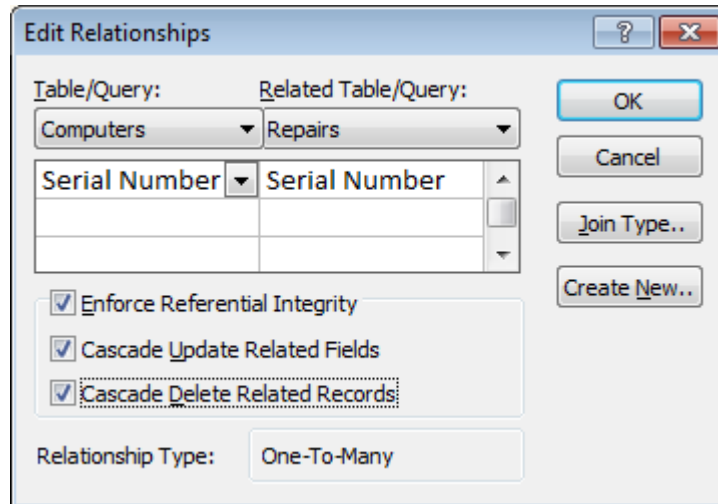 Edit Relationships
Table/Query: Related Table/Query:
Computers Repairs
Serial Number Serial Number
Enforce Referential Integrity
Cascade Update Related Fields
Cascade Delete Related Records
Relationship Type: One-To-Many
OK
Cancel
Join Type..
Create New..